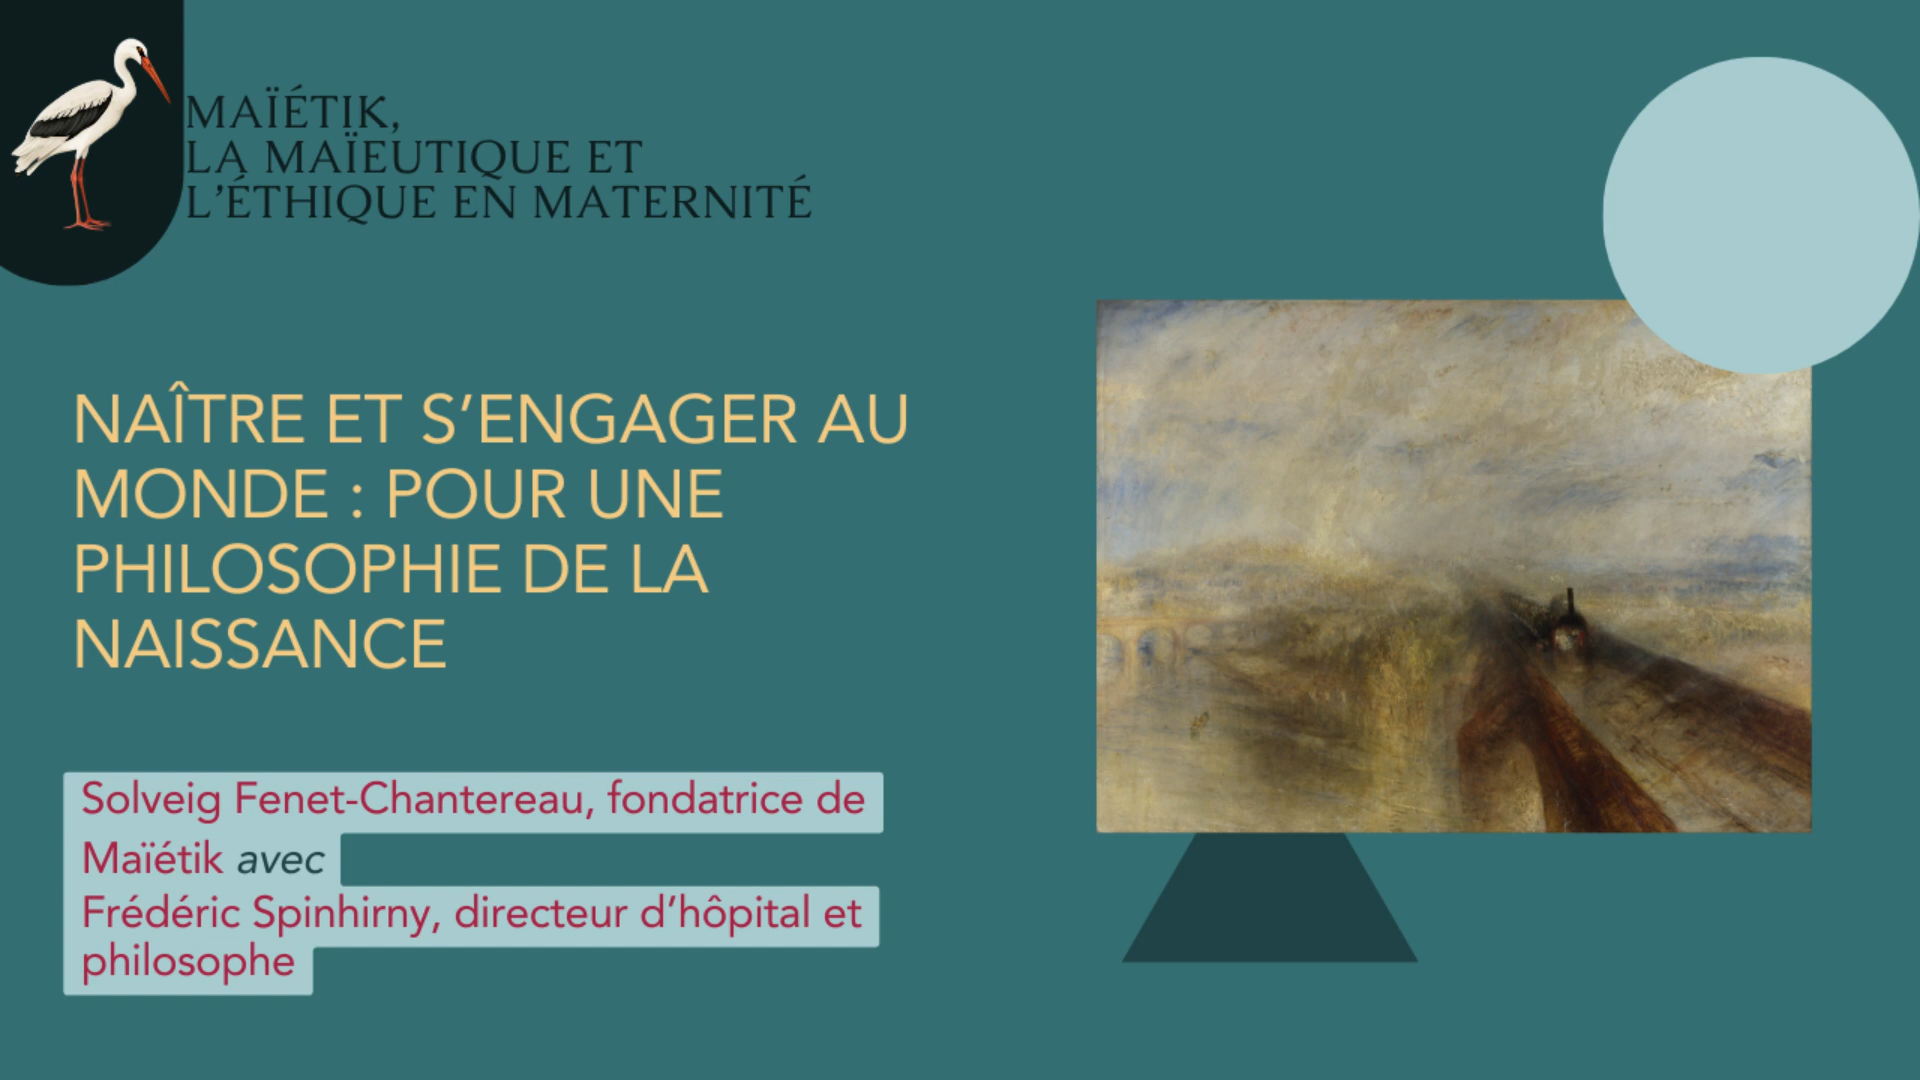 MAÏÉTIK,
LA MAÏEUTIQUE ET
L’ÉTHIQUE EN MATERNITÉ
NAÎTRE ET S’ENGAGER AU
MONDE : POUR UNE
PHILOSOPHIE DE LA
NAISSANCE
Solveig Fenet-Chantereau, fondatrice de
Maïétik avec
Frédéric Spinhirny, directeur d’hôpital et
philosophe